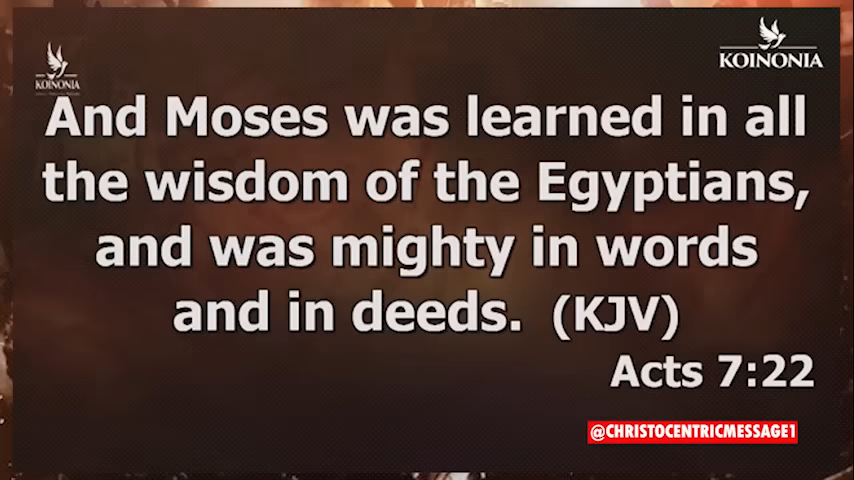 KOINONIA
KOINONIA
And Moses was learned in all
the wisdom of the Egyptians,
and was mighty in words
and in deeds. (KJV)
Acts 7:22
@CHRISTOCENTRICMESSAGE1